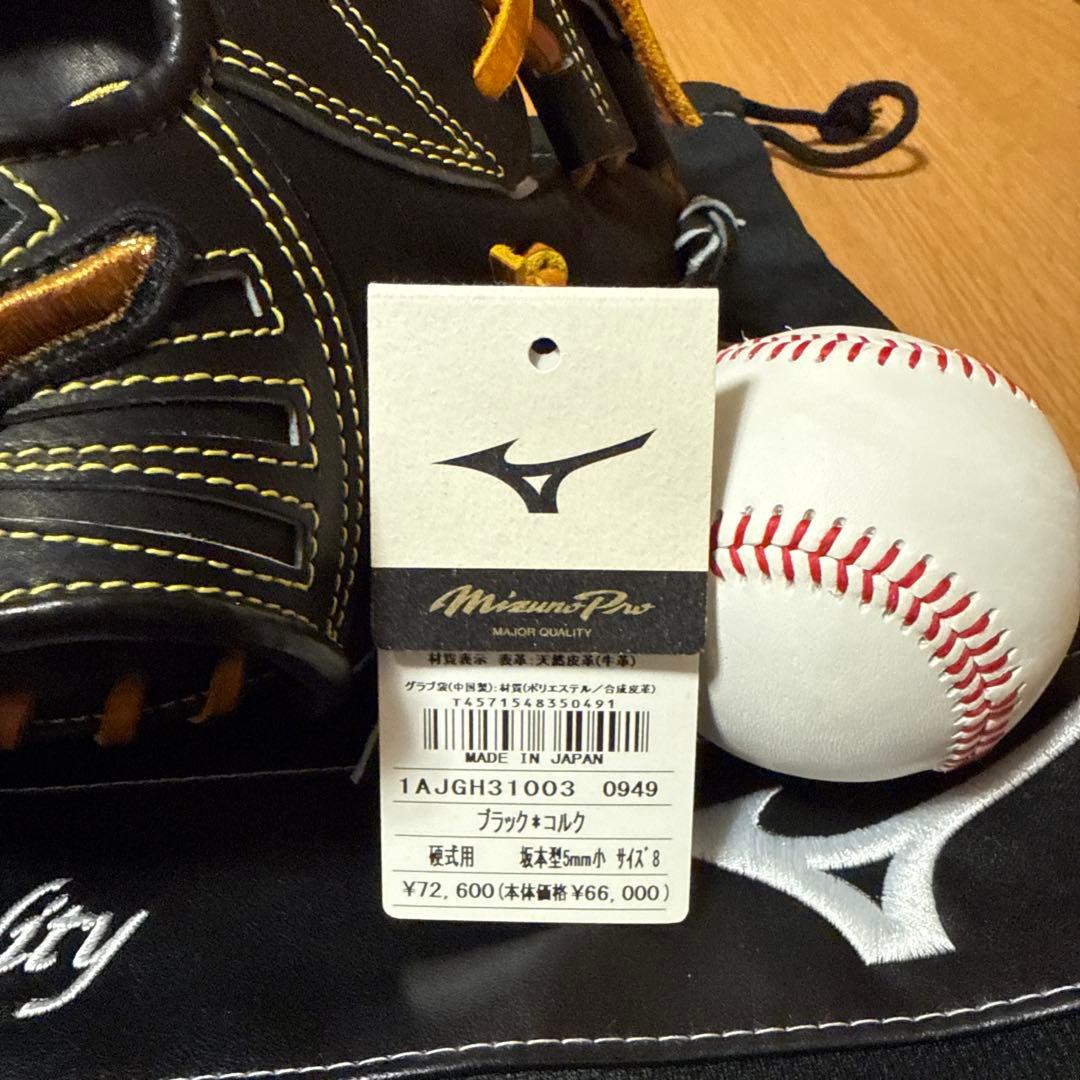 Mizuno Pro
MAJOR QUALITY
材質表示 表革:天然皮革(牛革)
グラブ袋(中国製):材質(ポリエステル/合成皮革)
T4571548350491
MADE IN JAPAN
1AJGH31003 0949
ブラック*コルク
硬式用 坂本型5mm小 サイズ8
¥72,600(本体価格¥66,000)
lity